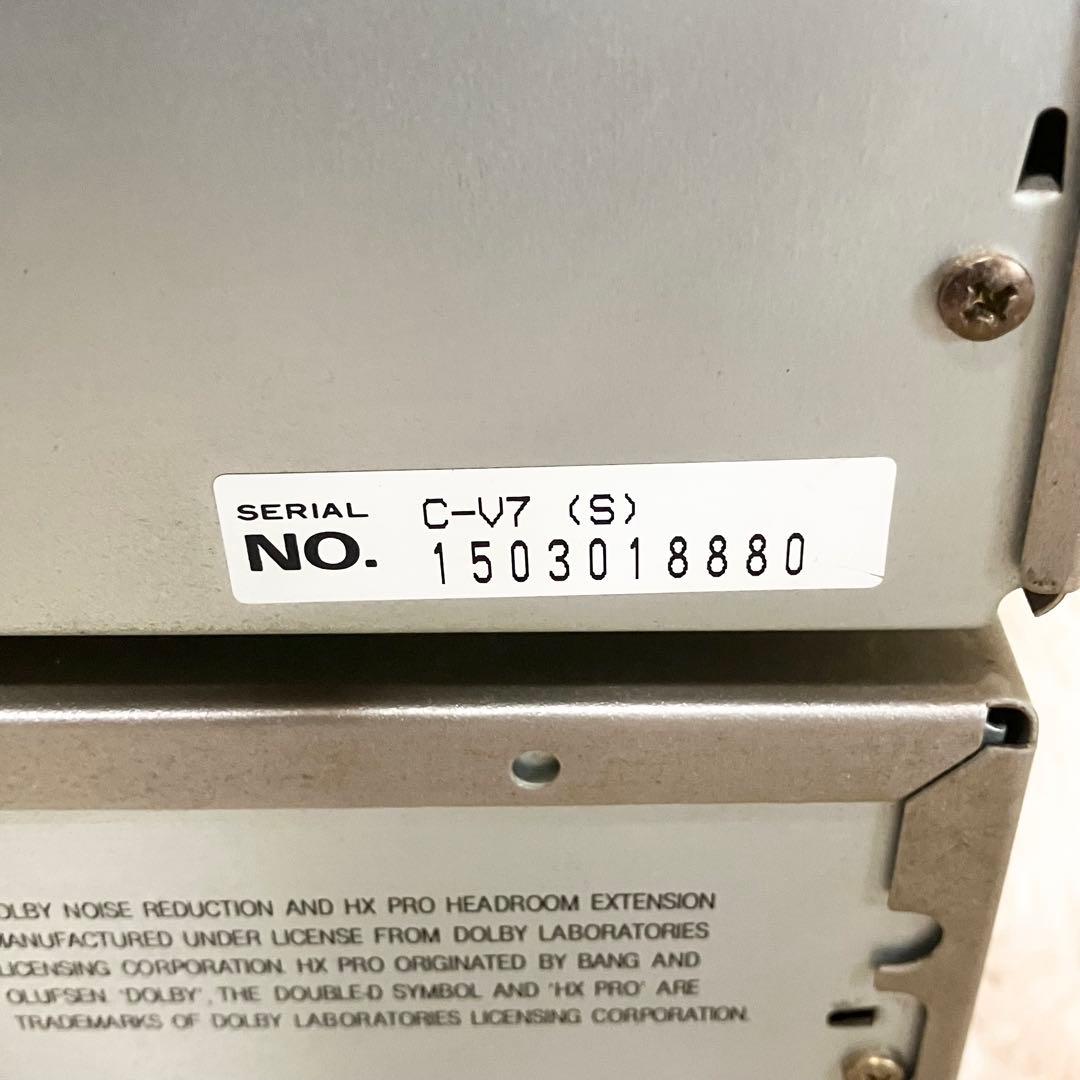 SERIAL
NO.
C-V7 (S)
1503018880
NOISE REDUCTION AND HX PRO HEADROOM EXTENSION
MANUFACTURED UNDER LICENSE FROM DOLBY LABORATORIES
LICENSING CORPORATION. HX PRO ORIGINATED BY BANG AND
OLUFSEN. 'DOLBY', THE DOUBLE-D SYMBOL AND 'HX PRO' ARE
TRADEMARKS OF DOLBY LABORATORIES LICENSING CORPORATION.